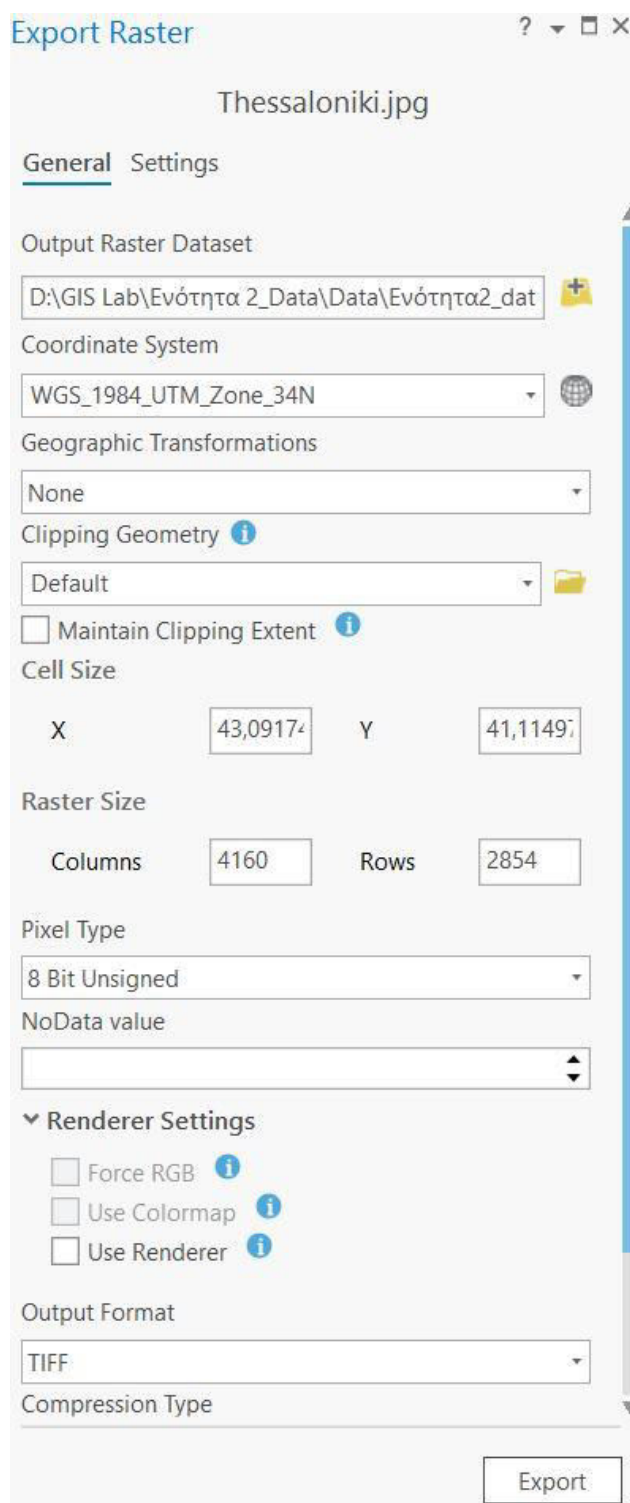 Export Raster ?
Thessaloniki.jpg
General Settings
Output Raster Dataset
D:\GIS Lab\Ενότητα 2_Data\Data\Ενότητα2_dat
Coordinate System
WGS_1984_UTM_Zone_34N
Geographic Transformations
None
Clipping Geometry
Default
Maintain Clipping Extent
Cell Size
X 43,09174 Y 41,11497
Raster Size
Columns 4160 Rows 2854
Pixel Type
8 Bit Unsigned
NoData value
Renderer Settings
Force RGB
Use Colormap
Use Renderer
Output Format
TIFF
Compression Type
Export